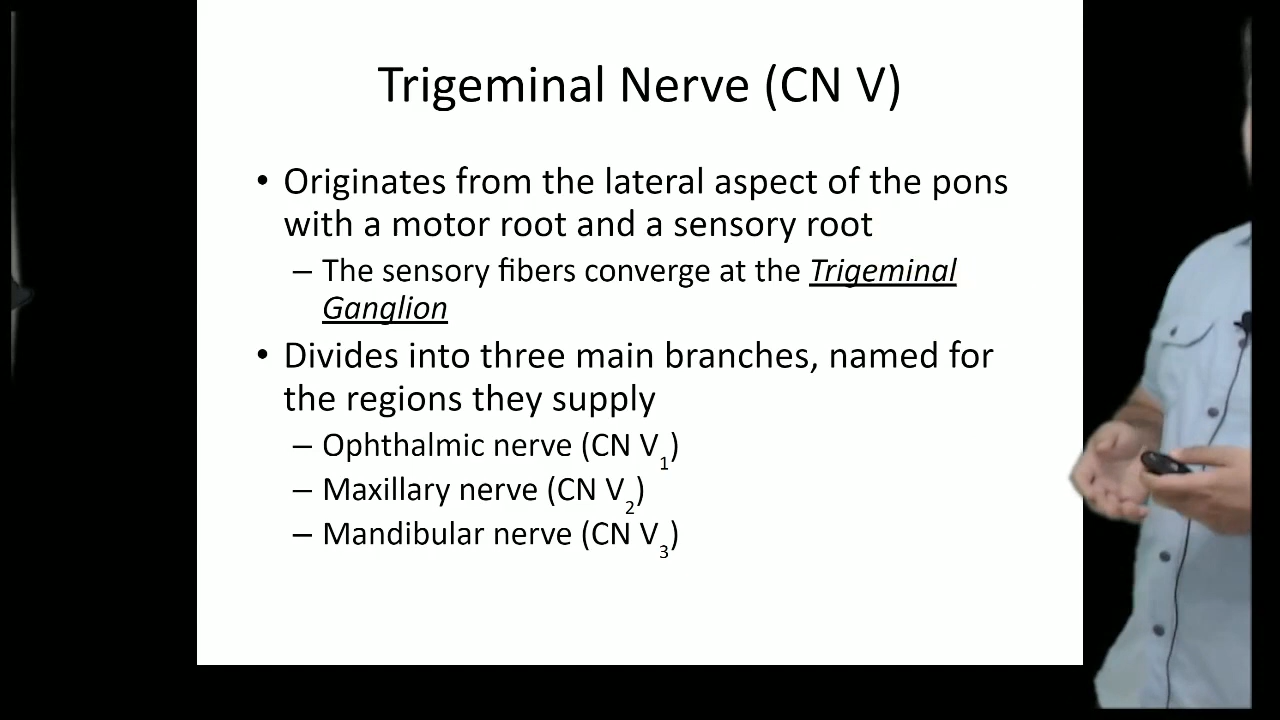 Trigeminal Nerve (CN V)
• Originates from the lateral aspect of the pons
with a motor root and a sensory root
– The sensory fibers converge at the Trigeminal
Ganglion
• Divides into three main branches, named for
the regions they supply
– Ophthalmic nerve (CN V₁)
– Maxillary nerve (CN V₂)
– Mandibular nerve (CN V₃)